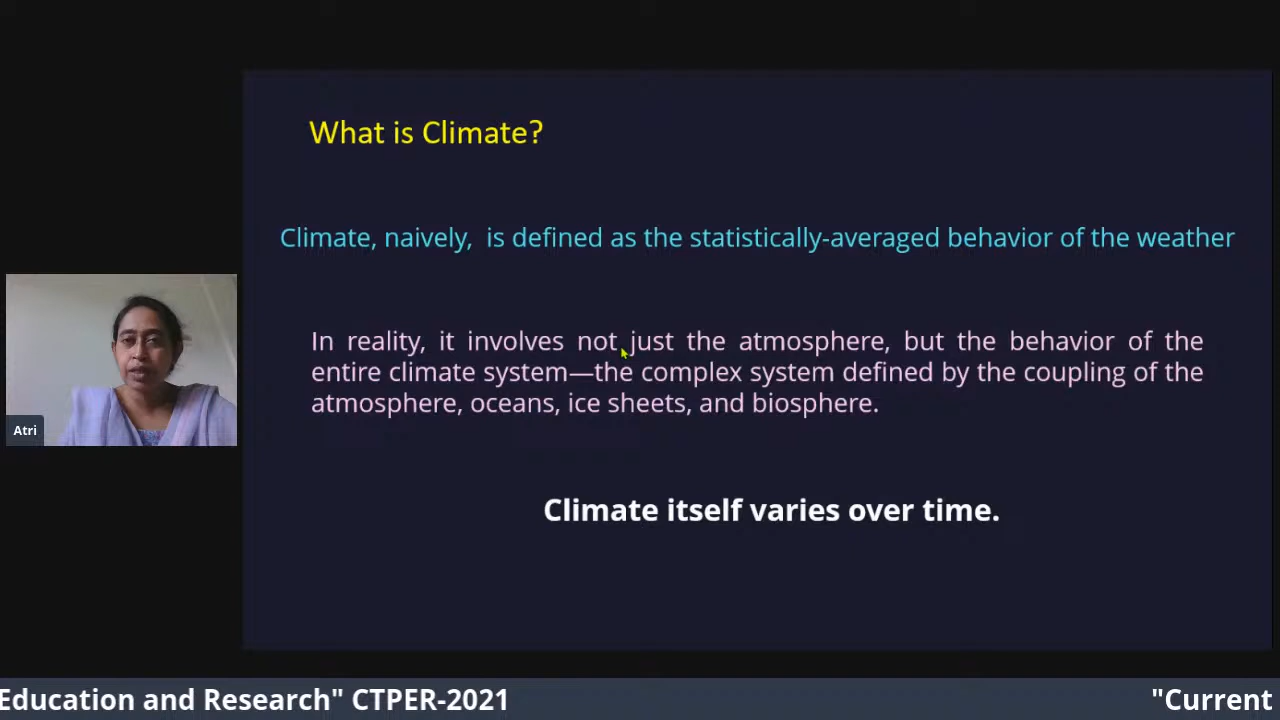 What is Climate?
Climate, naively, is defined as the statistically-averaged behavior of the weather
In reality, it involves not just the atmosphere, but the behavior of the
entire climate system—the complex system defined by the coupling of the
atmosphere, oceans, ice sheets, and biosphere.
Atri
Climate itself varies over time.
Education and Research" CTPER-2021 "Current